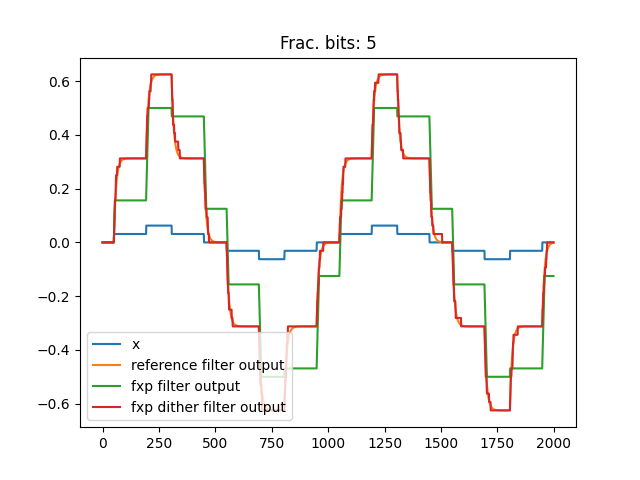 Frac. bits: 5
0.6
0.4
0.2
0.0
−0.2
−0.4
−0.6
x
reference filter output
fxp filter output
fxp dither filter output
0 250 500 750 1000 1250 1500 1750 2000